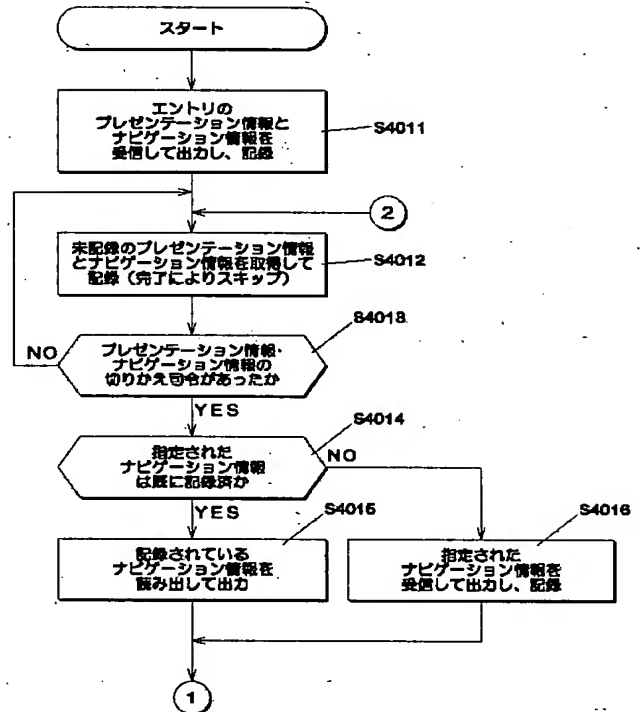 スタート
エントリの
プレゼンテーション情報と
ナビゲーション情報を
受信して出力し、記録
S4011
2
未記録のプレゼンテーション情報
とナビゲーション情報を取得して
記録（完了によりスキップ）
S4012
S4013
NO
プレゼンテーション情報・
ナビゲーション情報の
切りかえ司令があったか
YES
S4014
指定された
ナビゲーション情報
は既に記録済か
NO
YES
S4015
S4016
記録されている
ナビゲーション情報を
読み出して出力
指定された
ナビゲーション情報を
受信して出力し、記録
1